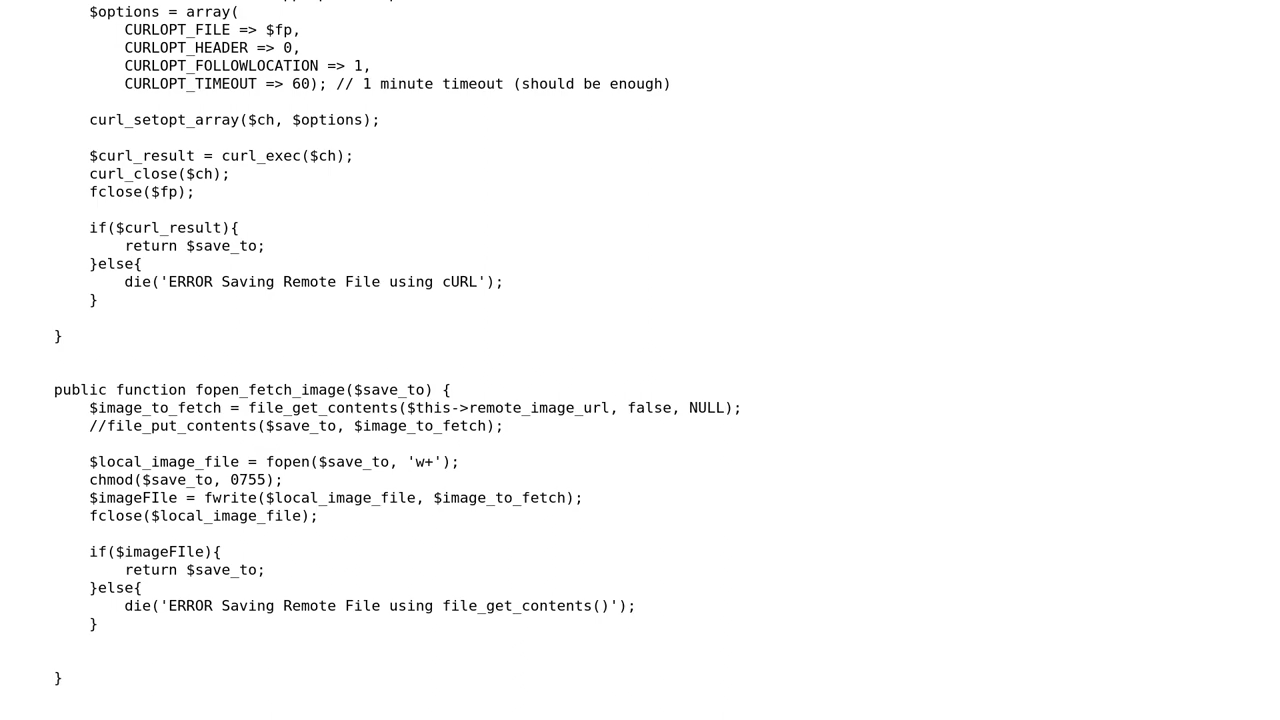 $options = array(
CURLOPT_FILE => $fp,
CURLOPT_HEADER => 0,
CURLOPT_FOLLOWLOCATION => 1,
CURLOPT_TIMEOUT => 60); // 1 minute timeout (should be enough)
curl_setopt_array($ch, $options);
$curl_result = curl_exec($ch);
curl_close($ch);
fclose($fp);
if($curl_result){
return $save_to;
}else{
die('ERROR Saving Remote File using cURL');
}
}
public function fopen_fetch_image($save_to) {
$image_to_fetch = file_get_contents($this->remote_image_url, false, NULL);
//file_put_contents($save_to, $image_to_fetch);
$local_image_file = fopen($save_to, 'w+');
chmod($save_to, 0755);
$imageFIle = fwrite($local_image_file, $image_to_fetch);
fclose($local_image_file);
if($imageFIle){
return $save_to;
}else{
die('ERROR Saving Remote File using file_get_contents()');
}
}